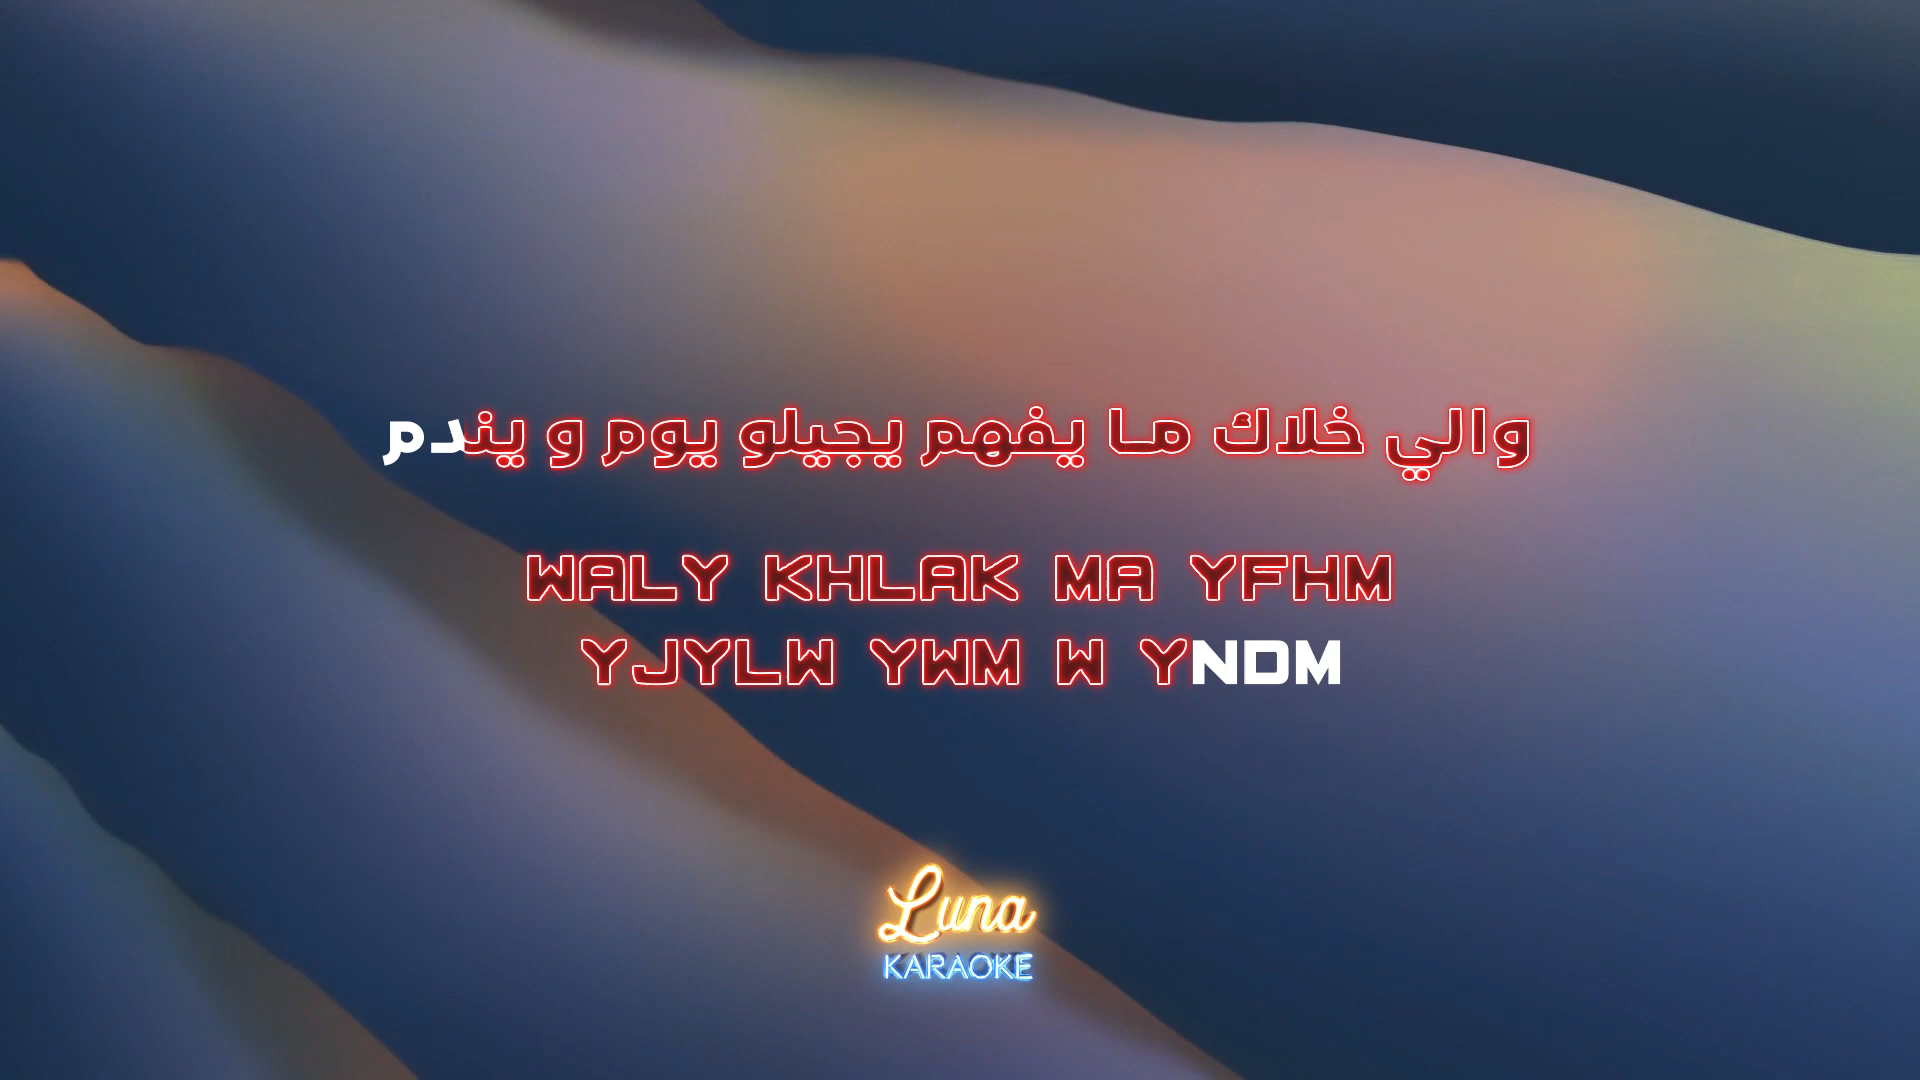 والي خلاك ما يفهم يجيلو يوم و يندم
WALY KHLAK MA YFHM
YJYLW YWM W YNDM
Luna
KARAOKE